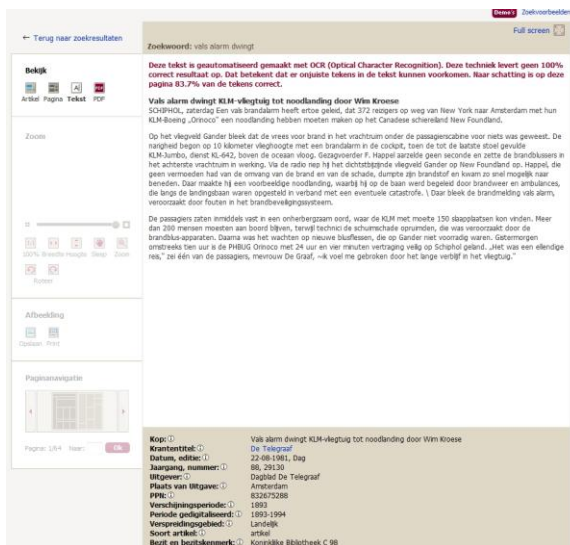 Demo's Zoekvoorbeelden
← Terug naar zoekresultaten
Full screen
Zoekwoord: vals alarm dwingt
Bekijk
Artikel Pagina Tekst PDF
Zoom
100% Breedte Hoogte Sleep Zoom
Roteer
Afbeelding
Opslaan Print
Paginanavigatie
Pagina: 1/64 Naar: Ok
Deze tekst is geautomatiseerd gemaakt met OCR (Optical Character Recognition). Deze techniek levert geen 100%
correct resultaat op. Dat betekent dat er onjuiste tekens in de tekst kunnen voorkomen. Naar schatting is op deze
pagina 83.7% van de tekens correct.
Vals alarm dwingt KLM-vliegtuig tot noodlanding door Wim Kroese
SCHIPHOL, zaterdag Een vals brandalarm heeft ertoe geleid, dat 372 reizigers op weg van New York naar Amsterdam met hun
KLM-Boeing „Orinoco" een noodlanding hebben moeten maken op het Canadese schiereiland New Foundland.
Op het vliegveld Gander bleek dat de vrees voor brand in het vrachtruim onder de passagierscabine voor niets was geweest. De
narigheid begon op 10 kilometer vlieghoogte met een brandalarm in de cockpit, toen de tot de laatste stoel gevulde
KLM-Jumbo, dienst KL-642, boven de oceaan vloog. Gezagvoerder F. Happel aarzelde geen seconde en zette de brandblussers in
het achterste vrachtruim in werking. Via de radio riep hij het dichtstbijzijnde vliegveld Gander op New Foundland op. Happel, die
geen vermoeden had van de omvang van de brand en van de schade, dumpte zijn brandstof en kwam zo snel mogelijk naar
beneden. Daar maakte hij een voorbeeldige noodlanding, waarbij hij op de baan werd begeleid door brandweer en ambulances,
die langs de landingsbaan waren opgesteld in verband met een eventuele catastrofe. \ Daar bleek de brandmelding vals alarm,
veroorzaakt door fouten in het brandbeveiligingssysteem.
De passagiers zaten inmiddels vast in een onherbergzaam oord, waar de KLM met moeite 150 slaapplaatsen kon vinden. Meer
dan 200 mensen moesten aan boord blijven, terwijl technici de schuimschade opruimden, die was veroorzaakt door de
brandblus-apparaten. Daarna was het wachten op nieuwe blusflessen, die op Gander niet voorradig waren. Gistermorgen
omstreeks tien uur is de PHBUG Orinoco met 24 uur en vier minuten vertraging veilig op Schiphol geland. „Het was een ellendige
reis," zei één van de passagiers, mevrouw De Graaf, ~ik voel me gebroken door het lange verblijf in het vliegtuig."
Kop: Vals alarm dwingt KLM-vliegtuig tot noodlanding door Wim Kroese
Krantentitel: De Telegraaf
Datum, editie: 22-08-1981, Dag
Jaargang, nummer: 88, 29130
Uitgever: Dagblad De Telegraaf
Plaats van Uitgave: Amsterdam
PPN: 832675288
Verschijningsperiode: 1893
Periode gedigitaliseerd: 1893-1994
Verspreidingsgebied: Landelijk
Soort artikel: artikel
Bezit en bezitskenmerk: Koninklijke Bibliotheek C 98